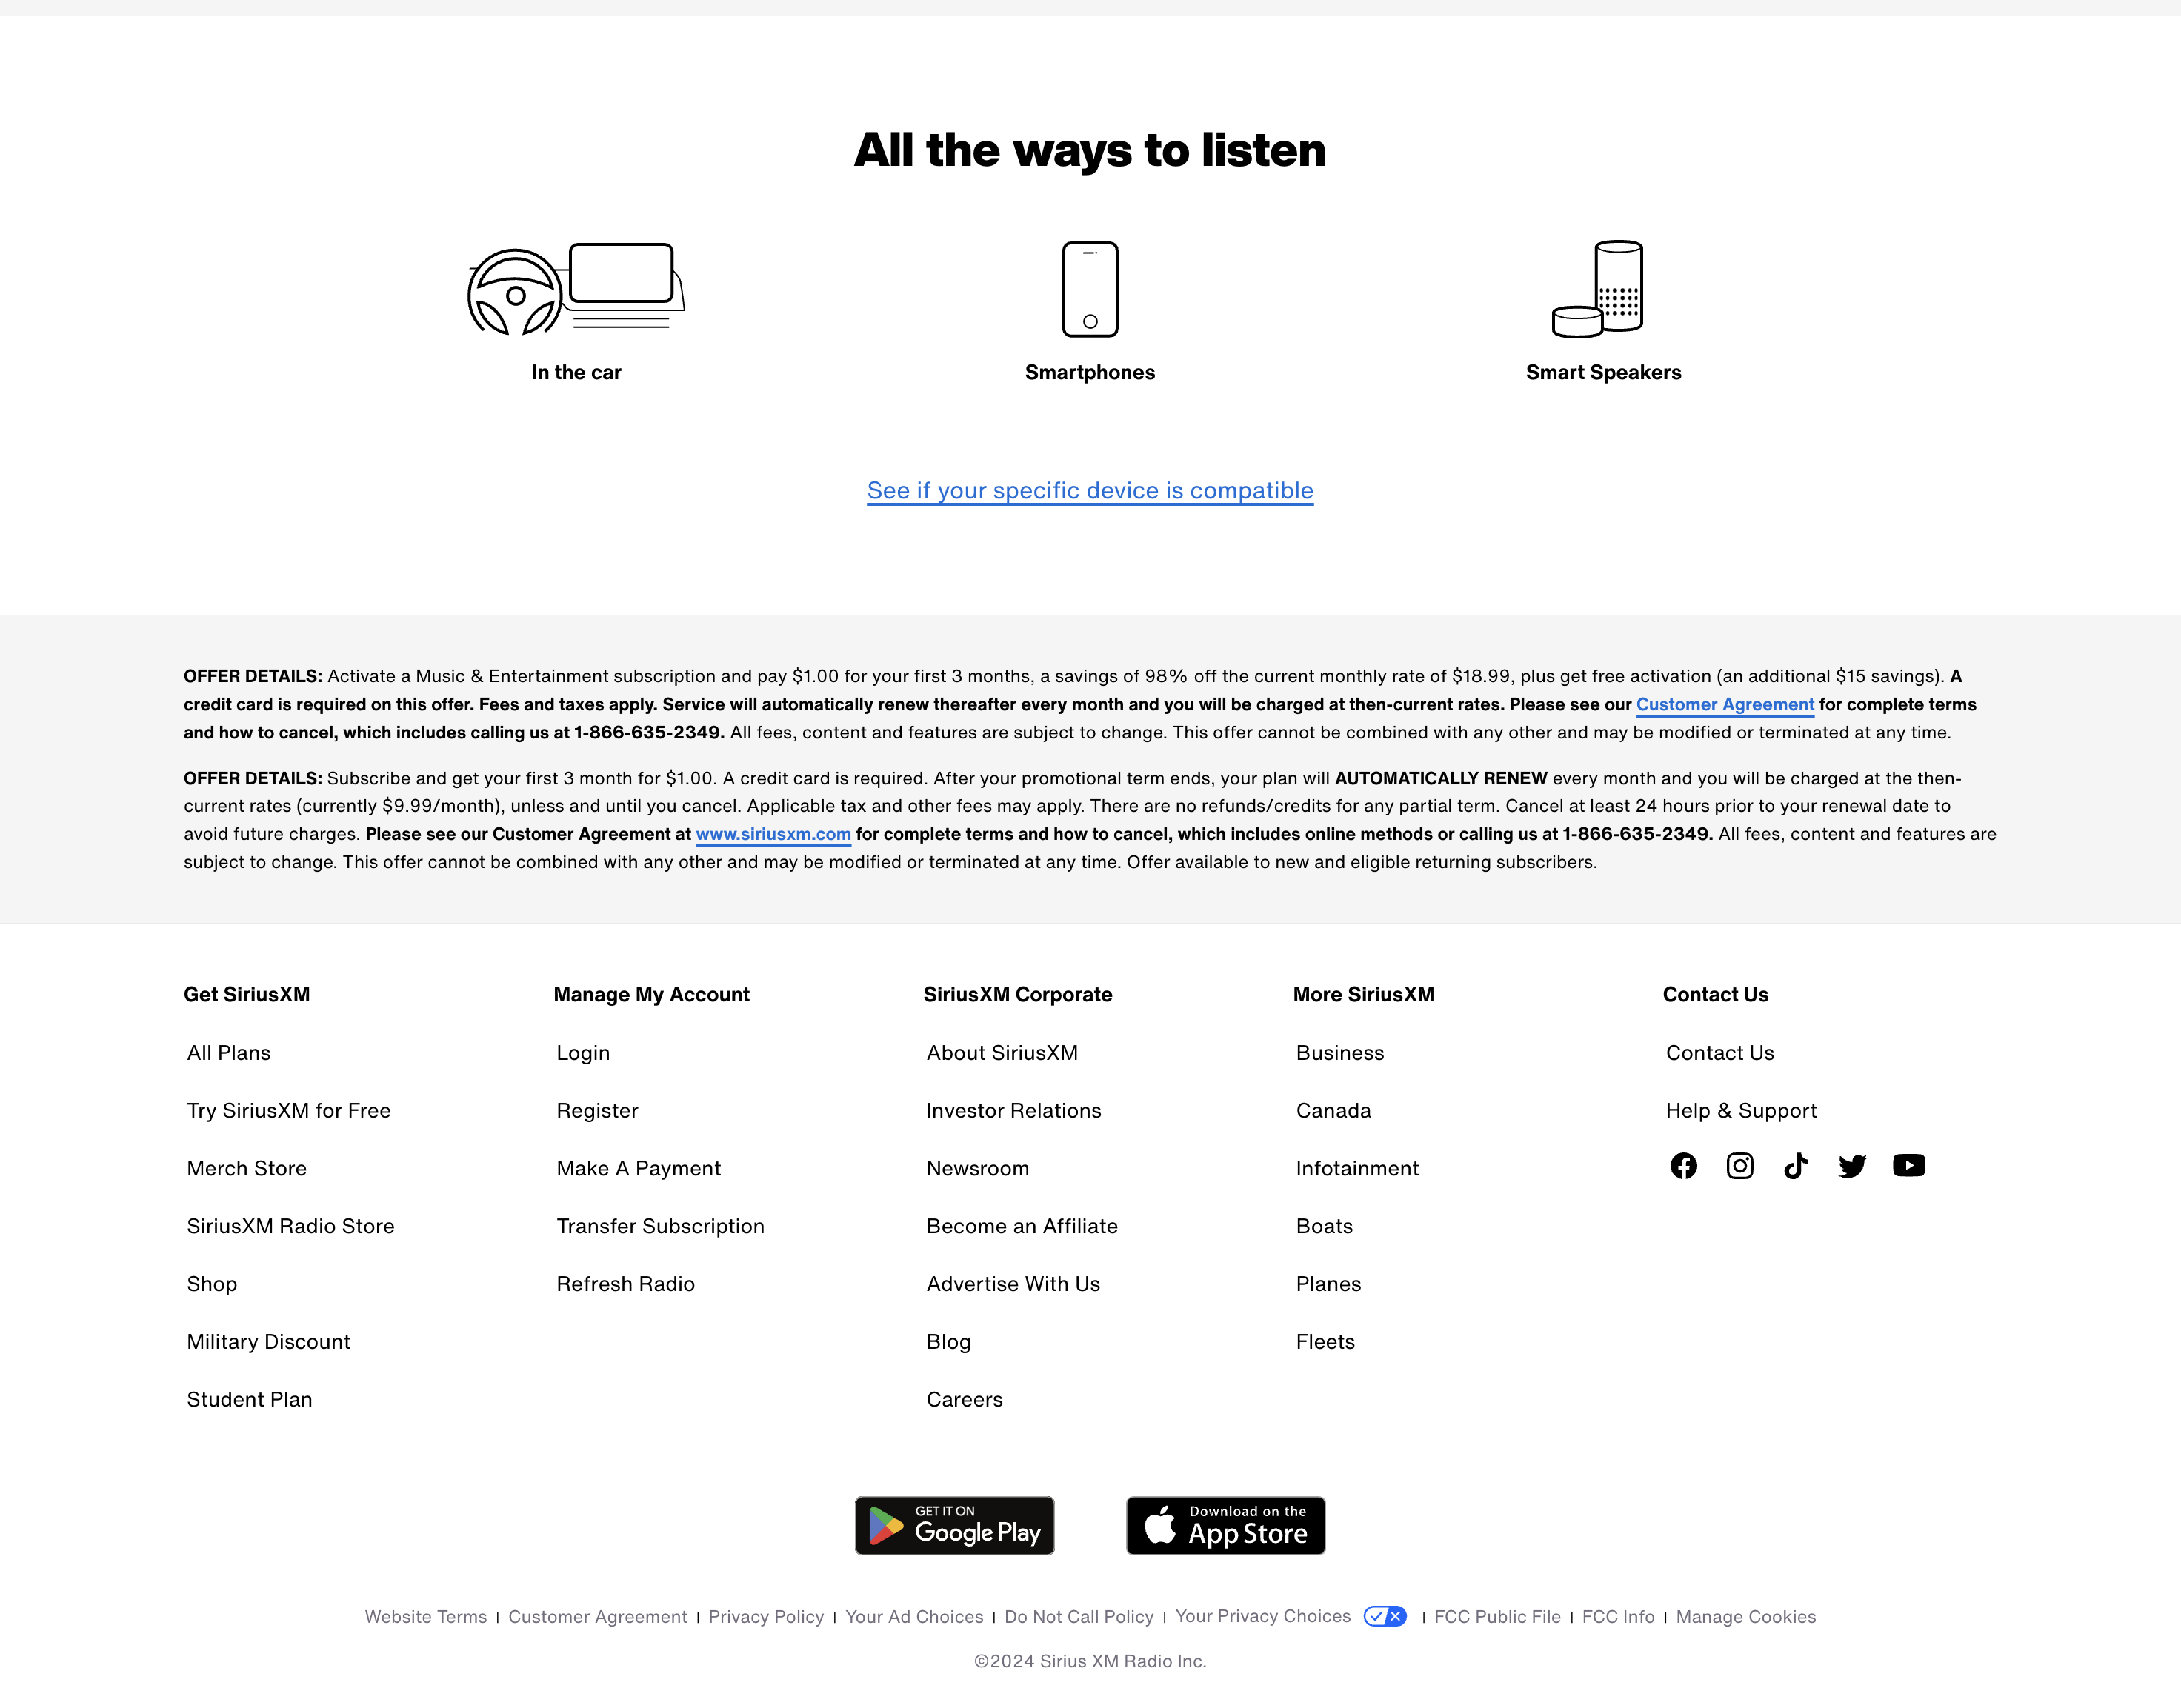 All the ways to listen
In the car
Smartphones
Smart Speakers
See if your specific device is compatible
OFFER DETAILS: Activate a Music & Entertainment subscription and pay $1.00 for your first 3 months, a savings of 98% off the current monthly rate of $18.99, plus get free activation (an additional $15 savings). A
credit card is required on this offer. Fees and taxes apply. Service will automatically renew thereafter every month and you will be charged at then-current rates. Please see our Customer Agreement for complete terms
and how to cancel, which includes calling us at 1-866-635-2349. All fees, content and features are subject to change. This offer cannot be combined with any other and may be modified or terminated at any time.
OFFER DETAILS: Subscribe and get your first 3 month for $1.00. A credit card is required. After your promotional term ends, your plan will AUTOMATICALLY RENEW every month and you will be charged at the then-
current rates (currently $9.99/month), unless and until you cancel. Applicable tax and other fees may apply. There are no refunds/credits for any partial term. Cancel at least 24 hours prior to your renewal date to
avoid future charges. Please see our Customer Agreement at www.siriusxm.com for complete terms and how to cancel, which includes online methods or calling us at 1-866-635-2349. All fees, content and features are
subject to change. This offer cannot be combined with any other and may be modified or terminated at any time. Offer available to new and eligible returning subscribers.
Get SiriusXM
All Plans
Try SiriusXM for Free
Merch Store
SiriusXM Radio Store
Shop
Military Discount
Student Plan
Manage My Account
Login
Register
Make A Payment
Transfer Subscription
Refresh Radio
SiriusXM Corporate
About SiriusXM
Investor Relations
Newsroom
Become an Affiliate
Advertise With Us
Blog
Careers
More SiriusXM
Business
Canada
Infotainment
Boats
Planes
Fleets
Contact Us
Contact Us
Help & Support
GET IT ON
Google Play
Download on the
App Store
Website Terms | Customer Agreement | Privacy Policy | Your Ad Choices | Do Not Call Policy | Your Privacy Choices | FCC Public File | FCC Info | Manage Cookies
©2024 Sirius XM Radio Inc.